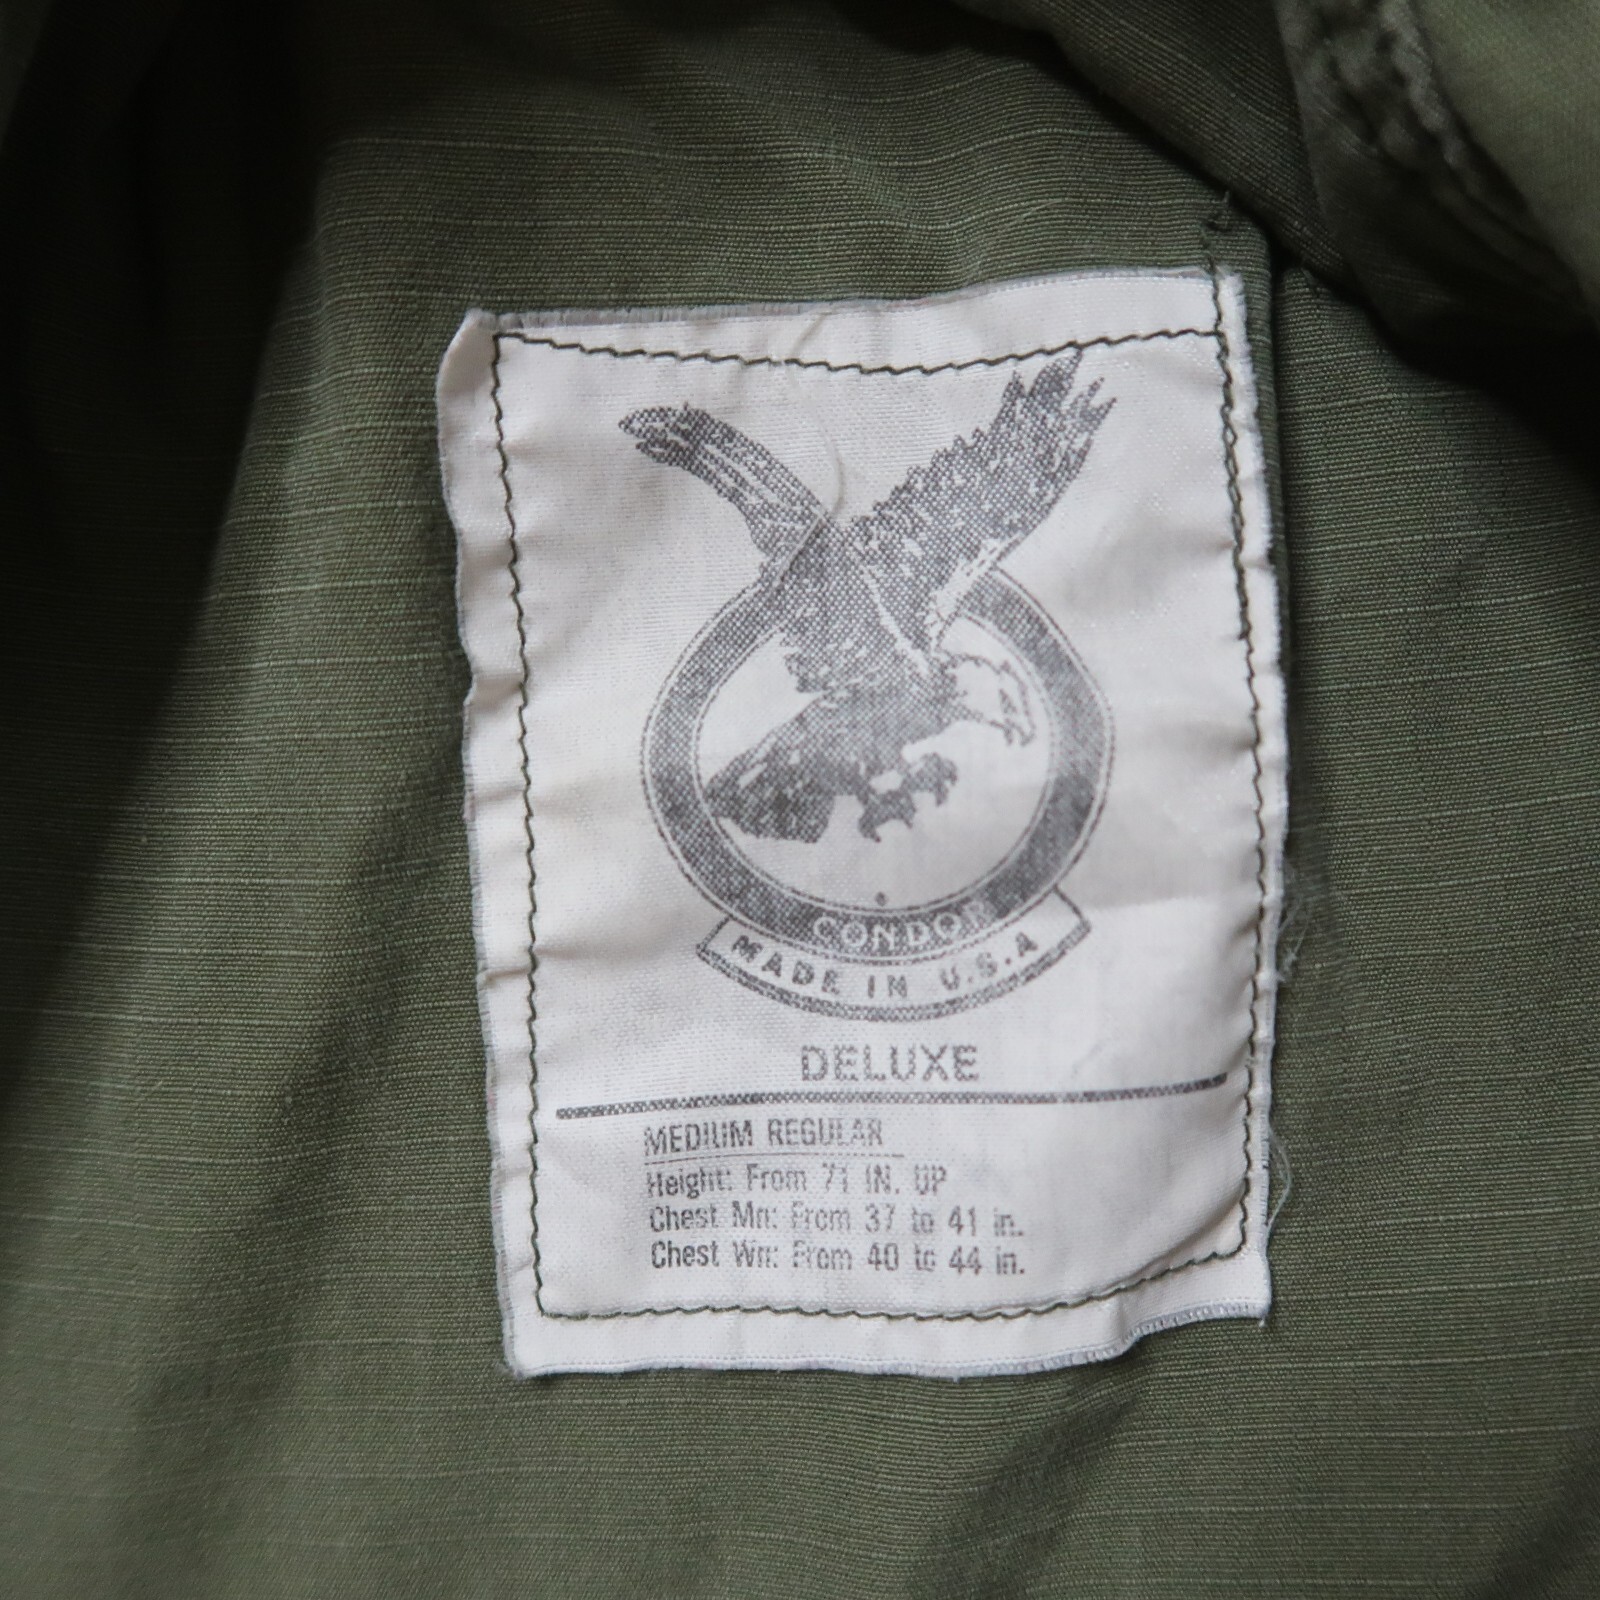 CONDOR
MADE IN U.S.A
DELUXE
MEDIUM REGULAR
Height: From 71 IN. UP
Chest Mn: From 37 to 41 in.
Chest Wn: From 40 to 44 in.